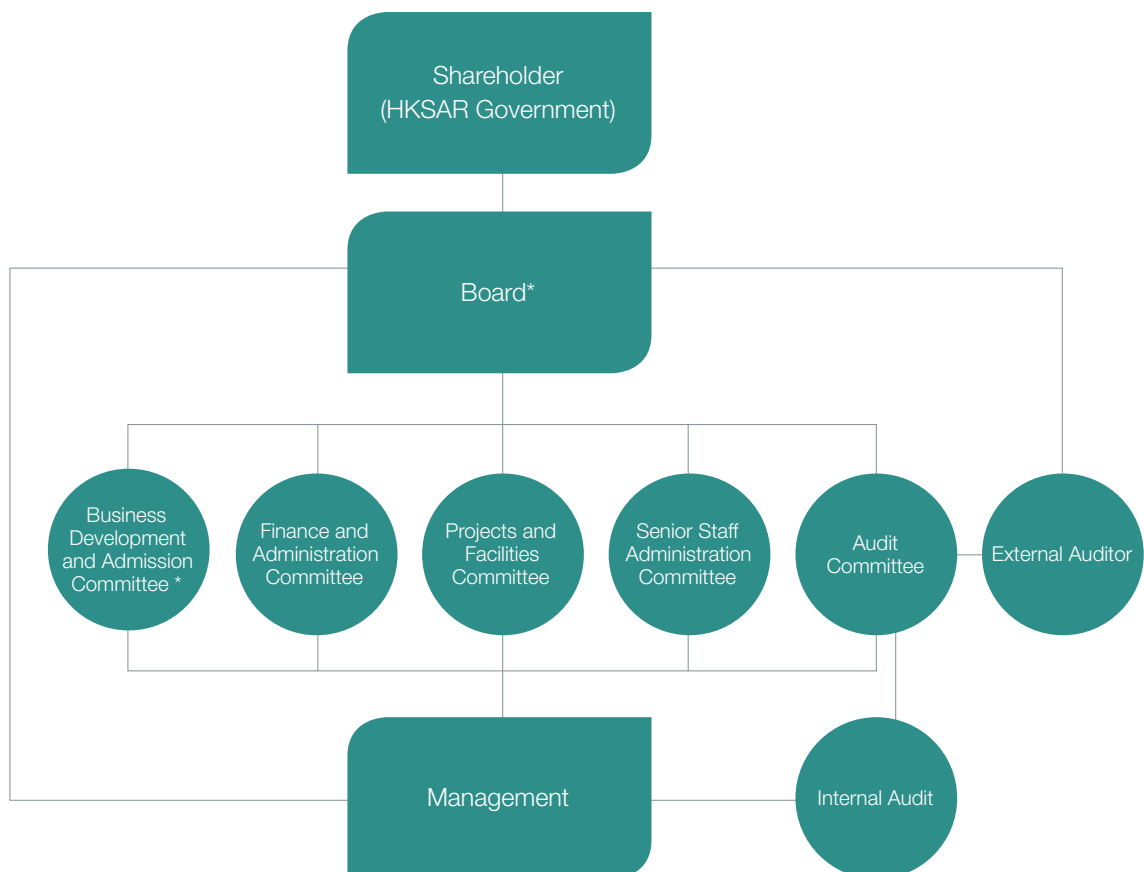 Shareholder
(HKSAR Government)
Board*
Business
Development
and Admission
Committee *
Finance and
Administration
Committee
Projects and
Facilities
Committee
Senior Staff
Administration
Committee
Audit
Committee
External Auditor
Management
Internal Audit